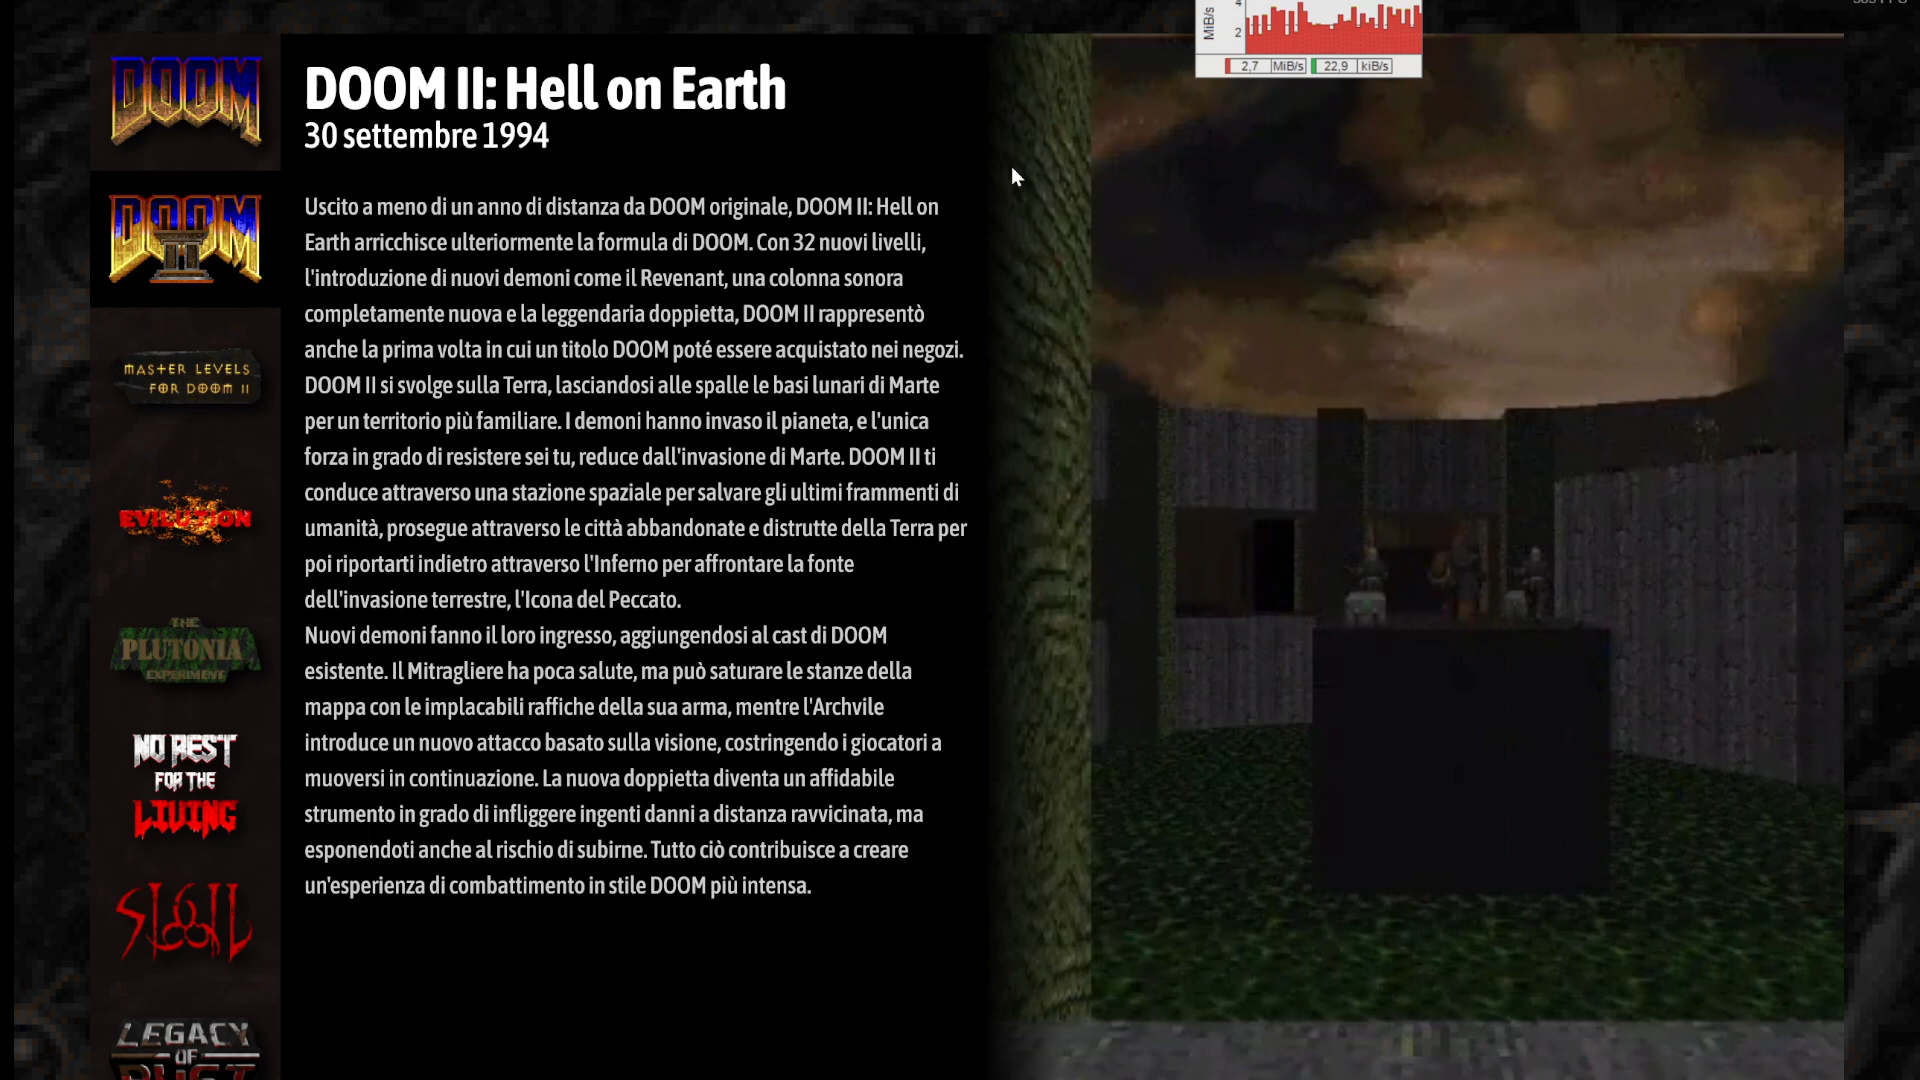 MiB/s
4
2
2,7 MiB/s 22,9 kiB/s
DOOM
DOOM II
MASTER LEVELS
FOR DOOM II
EVILUTION
THE
PLUTONIA
EXPERIMENT
NO REST
FOR THE
LIVING
SIGIL
LEGACY
OF
RUST
DOOM II: Hell on Earth
30 settembre 1994
Uscito a meno di un anno di distanza da DOOM originale, DOOM II: Hell on
Earth arricchisce ulteriormente la formula di DOOM. Con 32 nuovi livelli,
l'introduzione di nuovi demoni come il Revenant, una colonna sonora
completamente nuova e la leggendaria doppietta, DOOM II rappresentò
anche la prima volta in cui un titolo DOOM poté essere acquistato nei negozi.
DOOM II si svolge sulla Terra, lasciandosi alle spalle le basi lunari di Marte
per un territorio più familiare. I demoni hanno invaso il pianeta, e l'unica
forza in grado di resistere sei tu, reduce dall'invasione di Marte. DOOM II ti
conduce attraverso una stazione spaziale per salvare gli ultimi frammenti di
umanità, prosegue attraverso le città abbandonate e distrutte della Terra per
poi riportarti indietro attraverso l'Inferno per affrontare la fonte
dell'invasione terrestre, l'Icona del Peccato.
Nuovi demoni fanno il loro ingresso, aggiungendosi al cast di DOOM
esistente. Il Mitragliere ha poca salute, ma può saturare le stanze della
mappa con le implacabili raffiche della sua arma, mentre l'Archvile
introduce un nuovo attacco basato sulla visione, costringendo i giocatori a
muoversi in continuazione. La nuova doppietta diventa un affidabile
strumento in grado di infliggere ingenti danni a distanza ravvicinata, ma
esponendoti anche al rischio di subirne. Tutto ciò contribuisce a creare
un'esperienza di combattimento in stile DOOM più intensa.